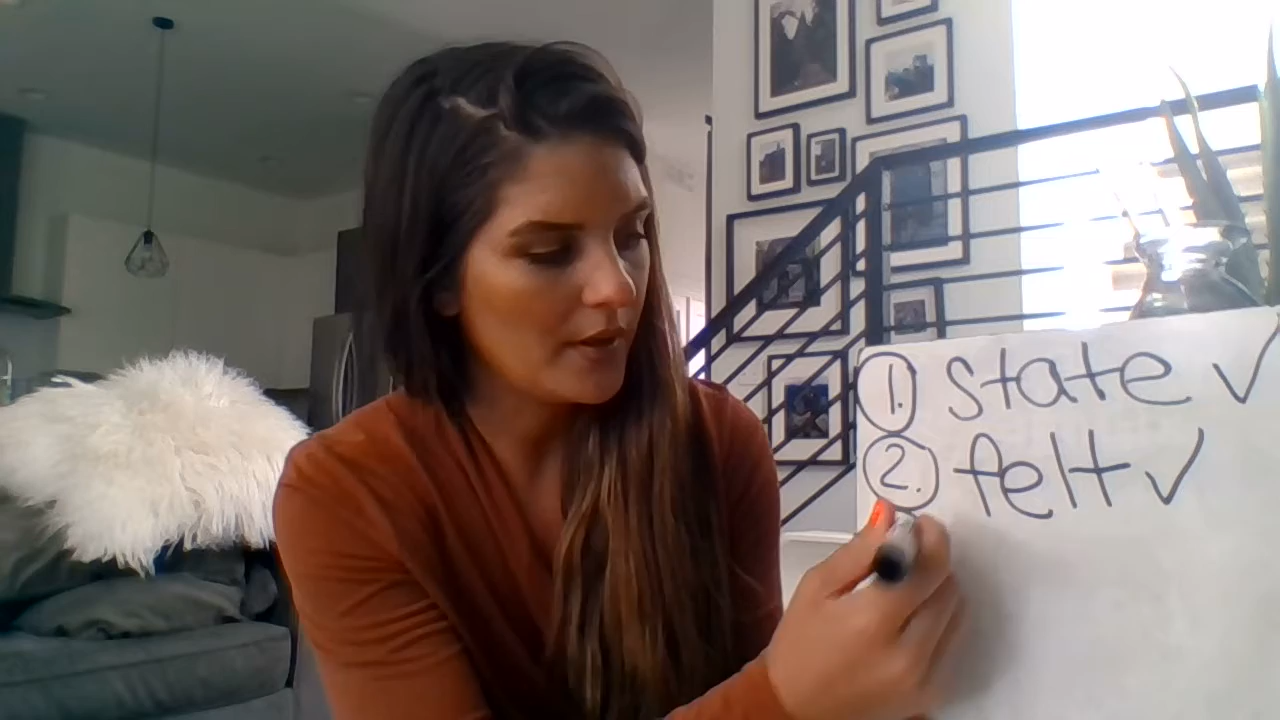 1. state ✓
2. felt ✓